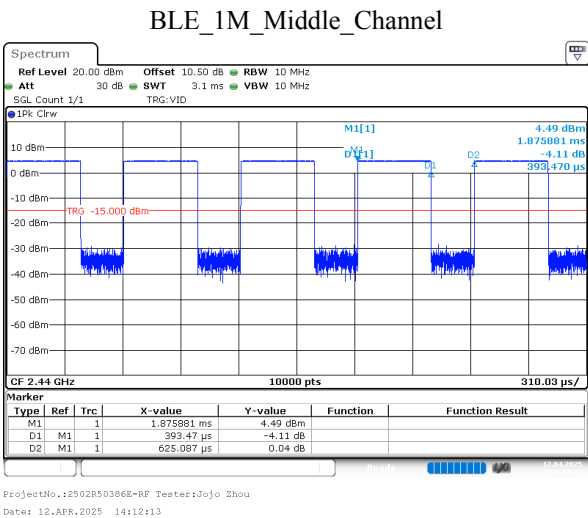 BLE_1M_Middle_Channel
Spectrum
Ref Level 20.00 dBm Offset 10.50 dB RBW 10 MHz
Att 30 dB SWT 3.1 ms VBW 10 MHz
SGL Count 1/1 TRG:VID
1Pk Clrw
M1[1] 4.49 dBm
1.875881 ms
D1[1] -4.11 dB
393.470 µs
10 dBm
M1
D1
D2
0 dBm
-10 dBm
TRG -15.000 dBm
-20 dBm
-30 dBm
-40 dBm
-50 dBm
-60 dBm
-70 dBm
CF 2.44 GHz 10000 pts 310.03 µs/
Marker
Type Ref Trc X-value Y-value Function Function Result
M1 1 1.875881 ms 4.49 dBm
D1 M1 1 393.47 µs -4.11 dB
D2 M1 1 625.087 µs 0.04 dB
Ready 12.04.2025
ProjectNo.:2502R50386E-RF Tester:Jojo Zhou
Date: 12.APR.2025 14:12:13